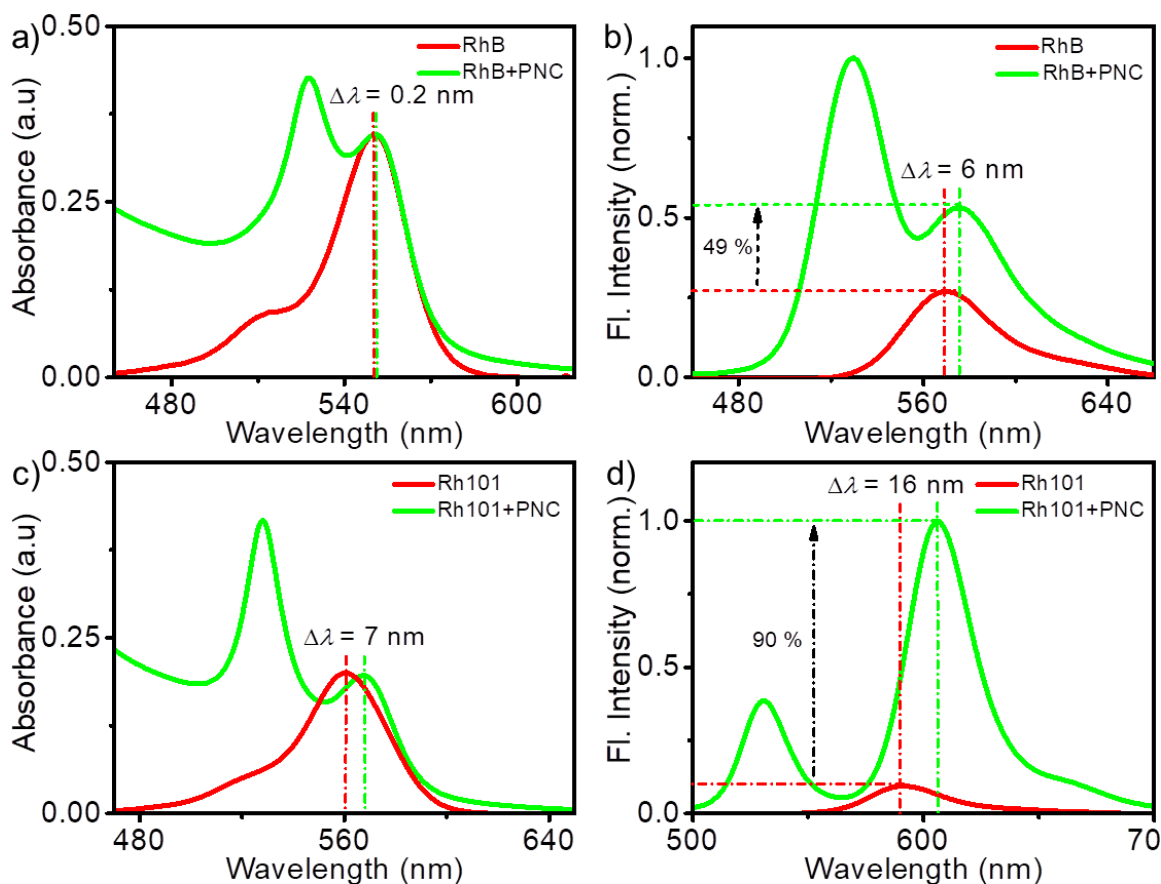 a)
0.50
0.25
0.00
Absorbance (a.u)
RhB
RhB+PNC
Δλ = 0.2 nm
480 540 600
Wavelength (nm)
b)
1.0
0.5
0.0
Fl. Intensity (norm.)
RhB
RhB+PNC
Δλ = 6 nm
49 %
480 560 640
Wavelength (nm)
c)
0.50
0.25
0.00
Absorbance (a.u)
Rh101
Rh101+PNC
Δλ = 7 nm
480 560 640
Wavelength (nm)
d)
1.0
0.5
0.0
Fl. Intensity (norm.)
Rh101
Rh101+PNC
Δλ = 16 nm
90 %
500 600 70
Wavelength (nm)